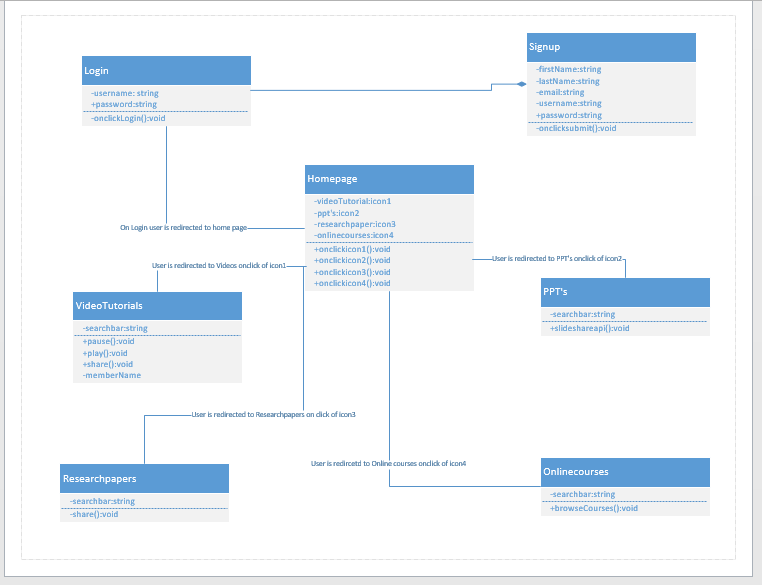 Login
-username: string
+password:string
-onclickLogin():void
Signup
-firstName:string
-lastName:string
-email:string
-username:string
+password:string
-onclicksubmit():void
Homepage
-videoTutorial:icon1
-ppt's:icon2
-researchpaper:icon3
-onlinecourses:icon4
+onclickicon1():void
+onclickicon2():void
+onclickicon3():void
+onclickicon4():void
On Login user is redirected to home page
User is redirected to Videos onclick of icon1
User is redirected to PPT's onclick of icon2
VideoTutorials
-searchbar:string
+pause():void
+play():void
+share():void
-memberName
PPT's
-searchbar:string
+slideshareapi():void
User is redirected to Researchpapers on click of icon3
User is redircetd to Online courses onclick of icon4
Researchpapers
-searchbar:string
-share():void
Onlinecourses
-searchbar:string
+browseCourses():void